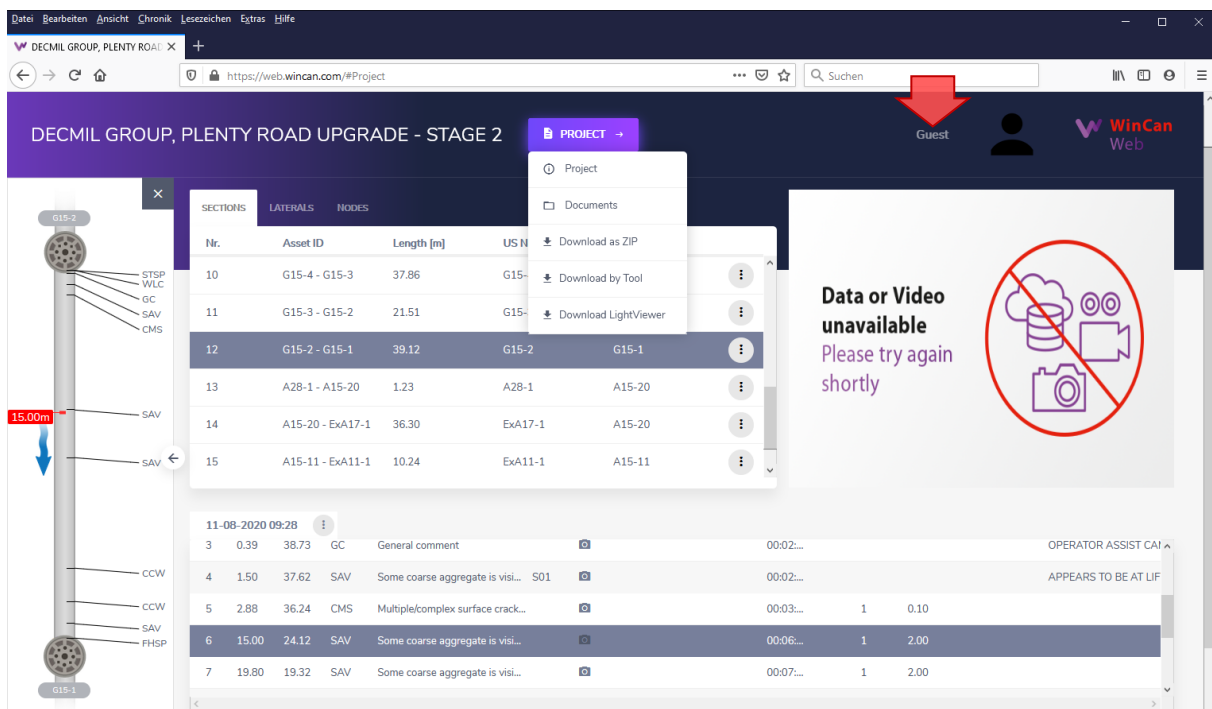 Datei Bearbeiten Ansicht Chronik Lesezeichen Extras Hilfe
DECMIL GROUP, PLENTY ROAD
https://web.wincan.com/#Project
Suchen
DECMIL GROUP, PLENTY ROAD UPGRADE - STAGE 2
PROJECT →
Guest
WinCan
Web
Project
Documents
Download as ZIP
Download by Tool
Download LightViewer
G15-2
STSP
WLC
GC
SAV
CMS
15.00m
SAV
SAV
CCW
CCW
SAV
FHSP
G15-1
SECTIONS LATERALS NODES
Nr. Asset ID Length [m] US N
10 G15-4 - G15-3 37.86 G15-
11 G15-3 - G15-2 21.51 G15-
12 G15-2 - G15-1 39.12 G15-2 G15-1
13 A28-1 - A15-20 1.23 A28-1 A15-20
14 A15-20 - ExA17-1 36.30 ExA17-1 A15-20
15 A15-11 - ExA11-1 10.24 ExA11-1 A15-11
Data or Video
unavailable
Please try again
shortly
11-08-2020 09:28
3 0.39 38.73 GC General comment 00:02:... OPERATOR ASSIST CAM
4 1.50 37.62 SAV Some coarse aggregate is visi... S01 00:02:... APPEARS TO BE AT LIF
5 2.88 36.24 CMS Multiple/complex surface crack... 00:03:... 1 0.10
6 15.00 24.12 SAV Some coarse aggregate is visi... 00:06:... 1 2.00
7 19.80 19.32 SAV Some coarse aggregate is visi... 00:07:... 1 2.00